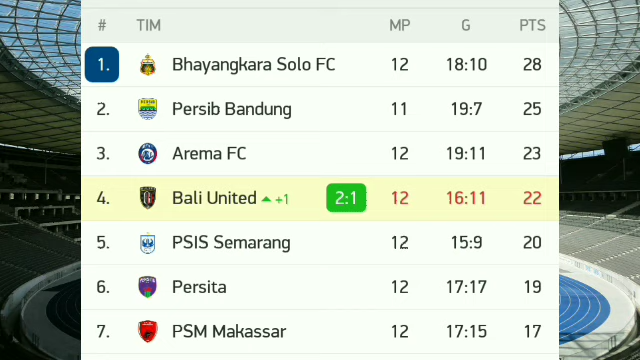 # TIM MP G PTS
1. Bhayangkara Solo FC 12 18:10 28
2. Persib Bandung 11 19:7 25
3. Arema FC 12 19:11 23
4. Bali United +1 2:1 12 16:11 22
5. PSIS Semarang 12 15:9 20
6. Persita 12 17:17 19
7. PSM Makassar 12 17:15 17